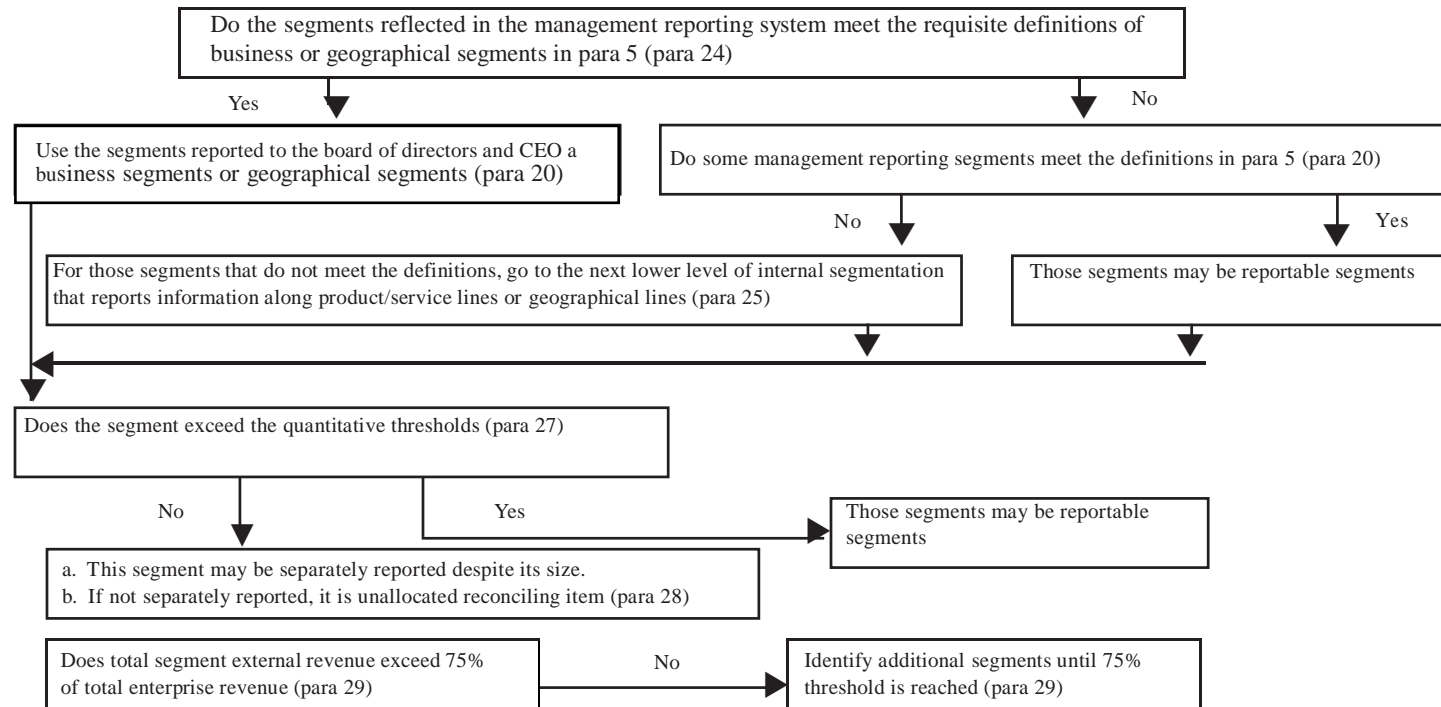 Do the segments reflected in the management reporting system meet the requisite definitions of
business or geographical segments in para 5 (para 24)
Yes
No
Use the segments reported to the board of directors and CEO a
business segments or geographical segments (para 20)
Do some management reporting segments meet the definitions in para 5 (para 20)
No
Yes
For those segments that do not meet the definitions, go to the next lower level of internal segmentation
that reports information along product/service lines or geographical lines (para 25)
Those segments may be reportable segments
Does the segment exceed the quantitative thresholds (para 27)
No
Yes
Those segments may be reportable
segments
a. This segment may be separately reported despite its size.
b. If not separately reported, it is unallocated reconciling item (para 28)
Does total segment external revenue exceed 75%
of total enterprise revenue (para 29)
No
Identify additional segments until 75%
threshold is reached (para 29)